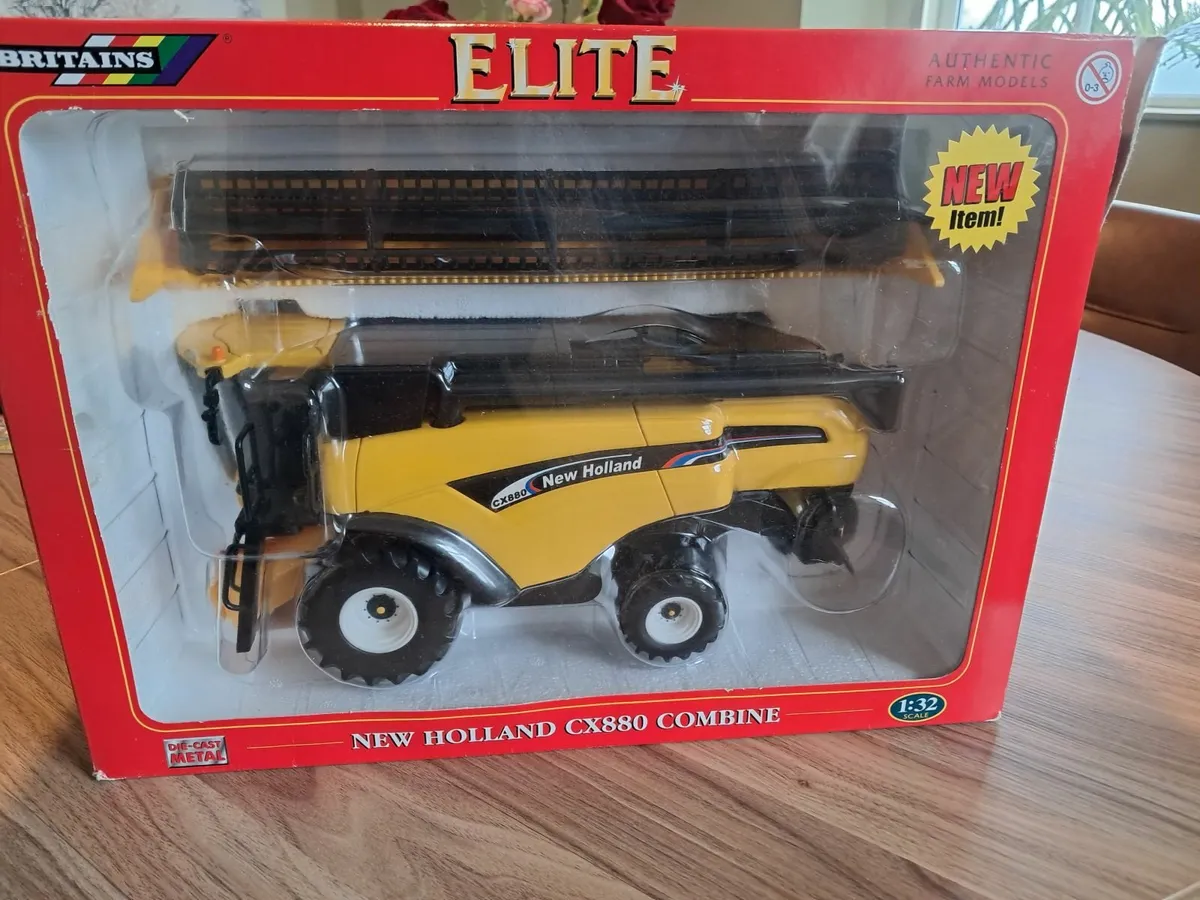 BRITAINS
®
ELITE
AUTHENTIC
FARM MODELS
0-3
NEW
Item!
CX880 New Holland
DIE-CAST
METAL
NEW HOLLAND CX880 COMBINE
1:32
SCALE